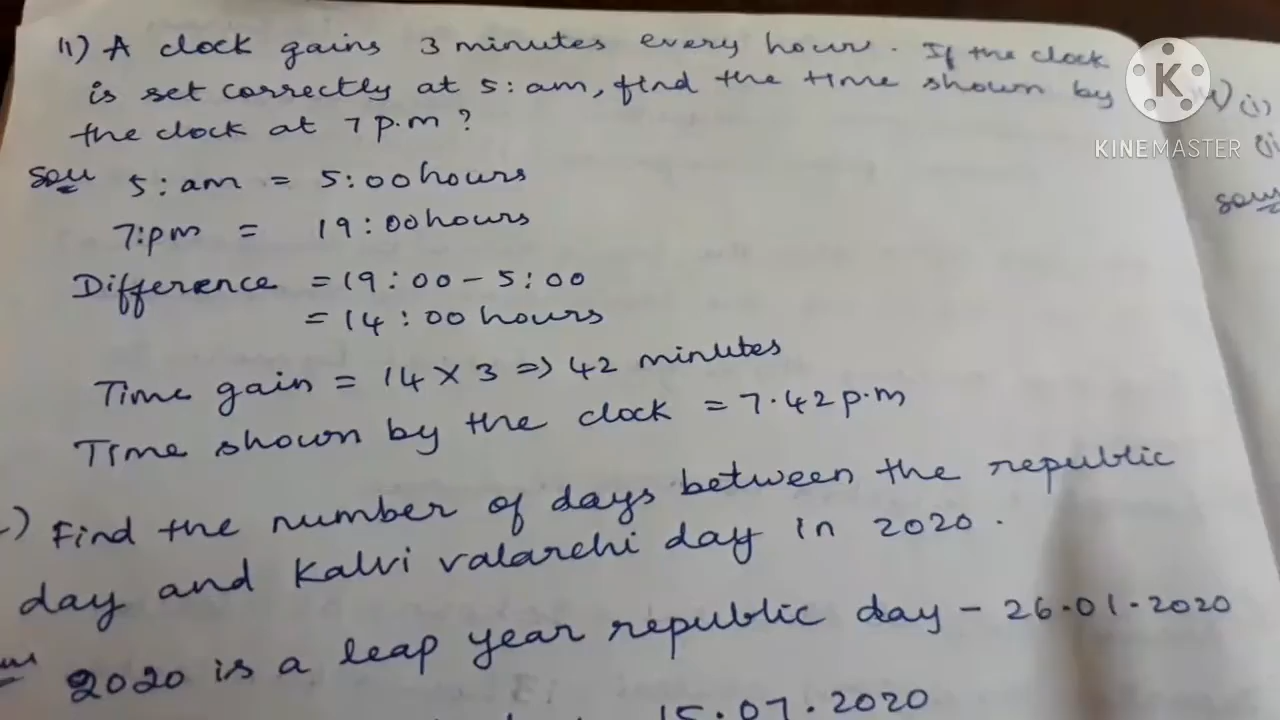 11) A clock gains 3 minutes every hour. If the clock
is set correctly at 5: am, find the time shown by
the clock at 7 p.m?
5: am = 5:00 hours
7: pm = 19:00 hours
Difference = 19:00 - 5:00
= 14:00 hours
Time gain = 14 x 3 => 42 minutes
Time shown by the clock = 7.42 p.m
) Find the number of days between the republic
day and Kalvi valarchi day in 2020.
2020 is a leap year republic day - 26.01.2020
15.07.2020
(i)
K
KINEMASTER